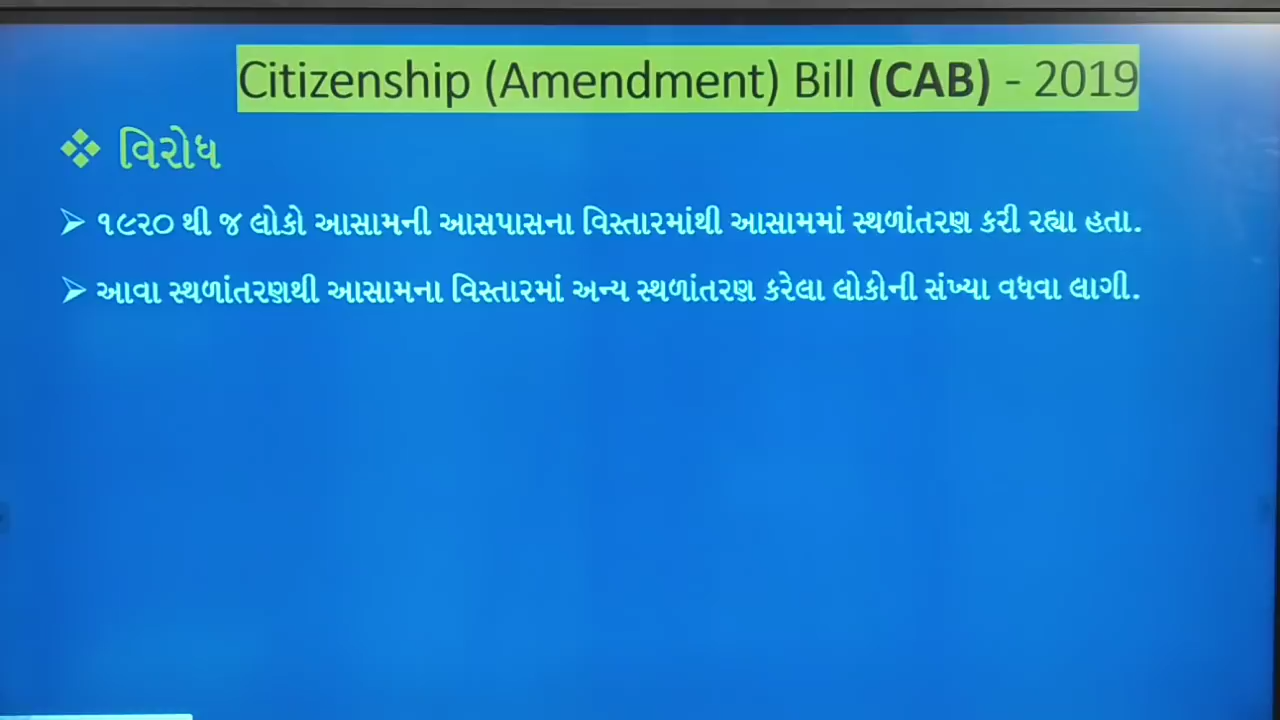 Citizenship (Amendment) Bill (CAB) - 2019
❖ વિરોધ
➢ ૧૯૨૦ થી જ લોકો આસામની આસપાસના વિસ્તારમાંથી આસામમાં સ્થળાંતરણ કરી રહ્યા હતા.
➢ આવા સ્થળાંતરણથી આસામના વિસ્તારમાં અન્ય સ્થળાંતરણ કરેલા લોકોની સંખ્યા વધવા લાગી.